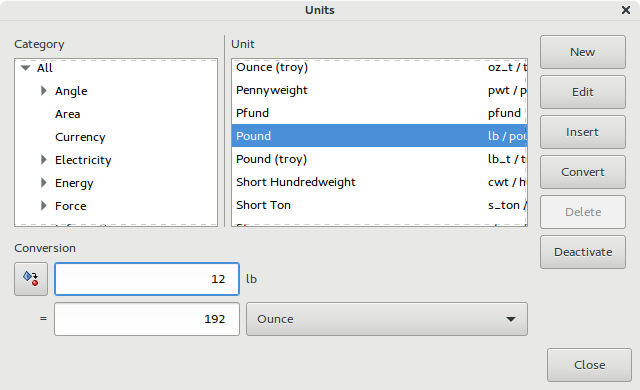 Units
Category
Unit
All
Angle
Area
Currency
Electricity
Energy
Force
Ounce (troy) oz_t / t
Pennyweight pwt / p
Pfund pfund
Pound lb / pou
Pound (troy) lb_t / t
Short Hundredweight cwt / h
Short Ton s_ton /
New
Edit
Insert
Convert
Delete
Deactivate
Conversion
12 lb
= 192 Ounce
Close